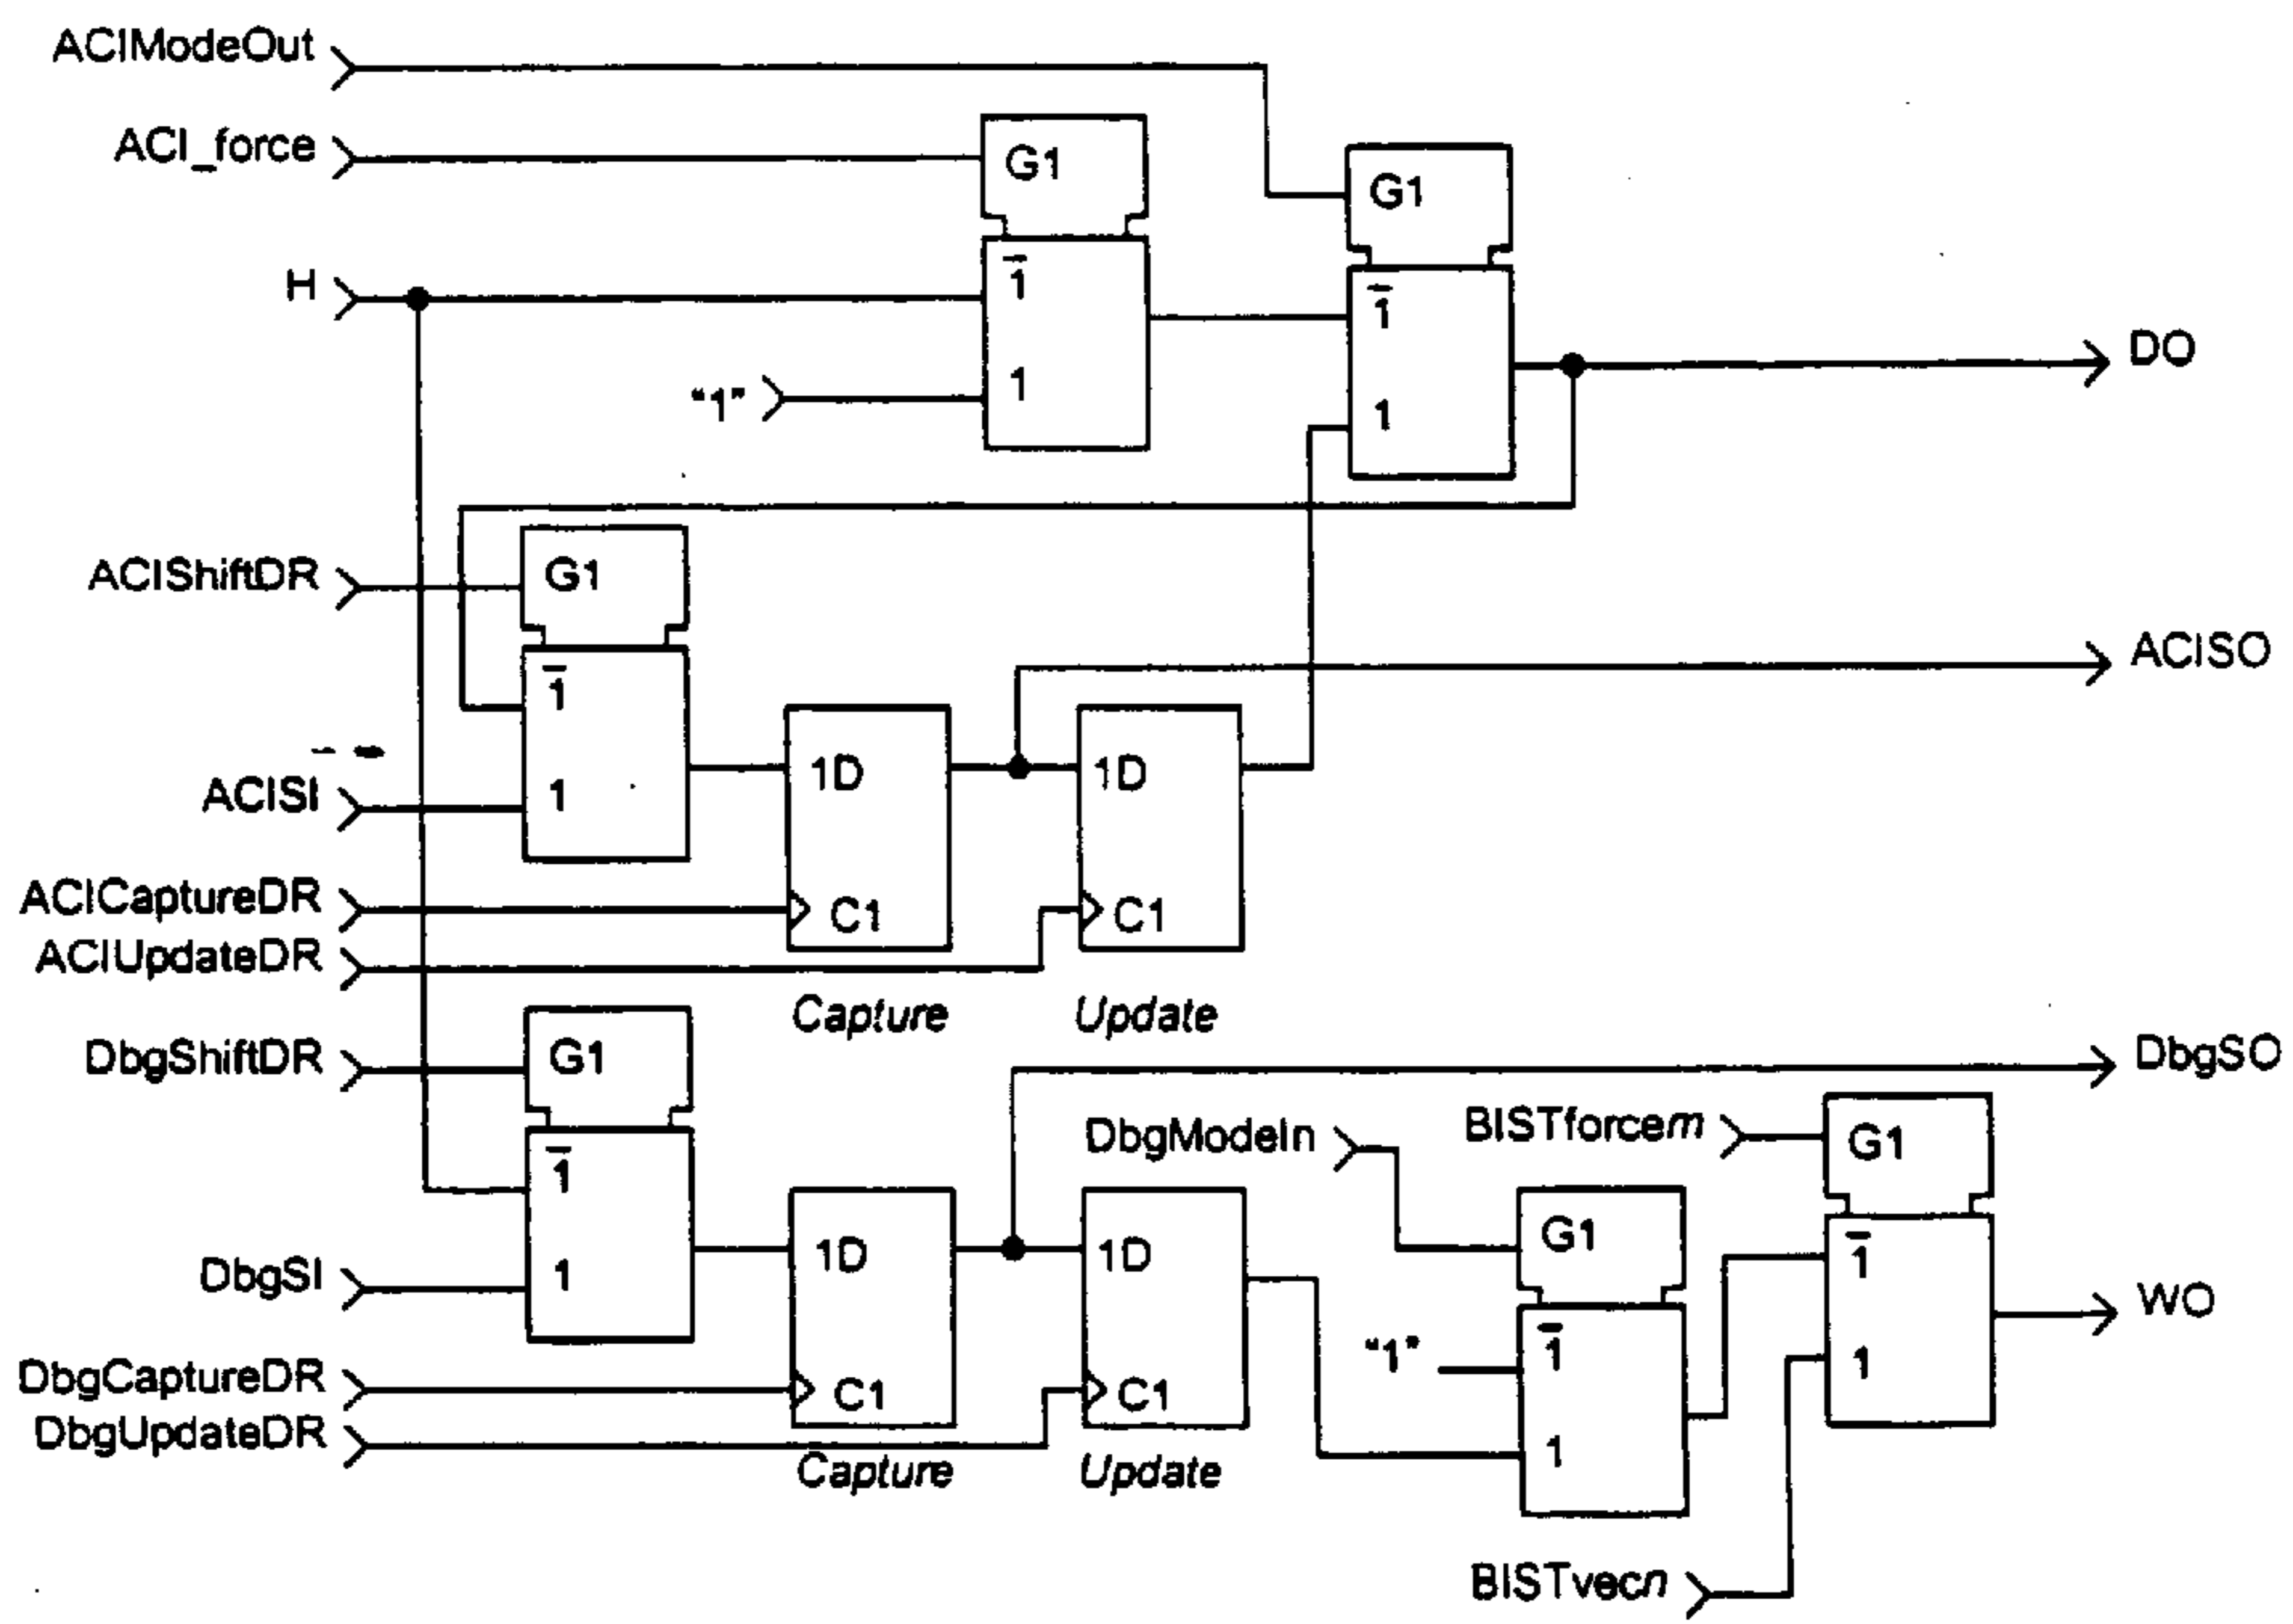 ACIModeOut
ACI_force
G1
G1
H
1
1
DO
1
"1"
1
ACIShiftDR
G1
ACISO
1
1D
1D
ACISI
1
ACICaptureDR
C1
C1
ACIUpdateDR
Capture
Update
DbgShiftDR
G1
DbgSO
DbgModeIn
BISTforcem
G1
1
1D
1D
G1
1
DbgSI
1
WO
"1"
1
1
DbgCaptureDR
C1
C1
DbgUpdateDR
1
Capture
Update
BISTvecn